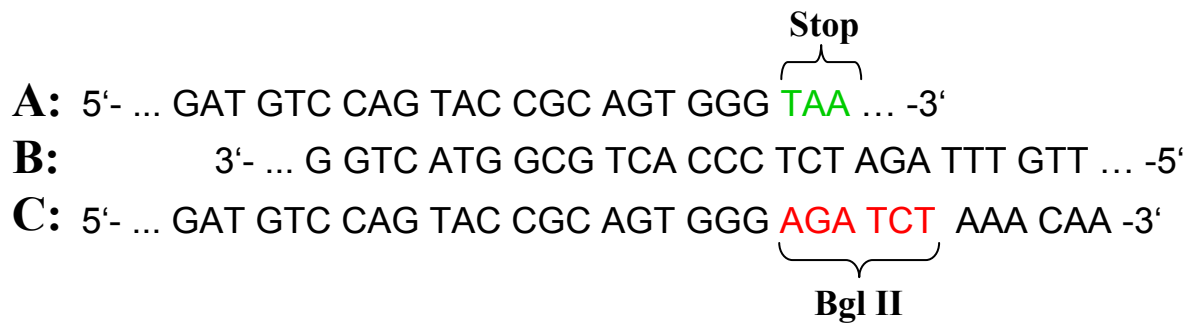 Stop
A: 5‘- ... GAT GTC CAG TAC CGC AGT GGG TAA … -3‘
B: 3‘- ... G GTC ATG GCG TCA CCC TCT AGA TTT GTT … -5‘
C: 5‘- ... GAT GTC CAG TAC CGC AGT GGG AGA TCT AAA CAA -3‘
Bgl II